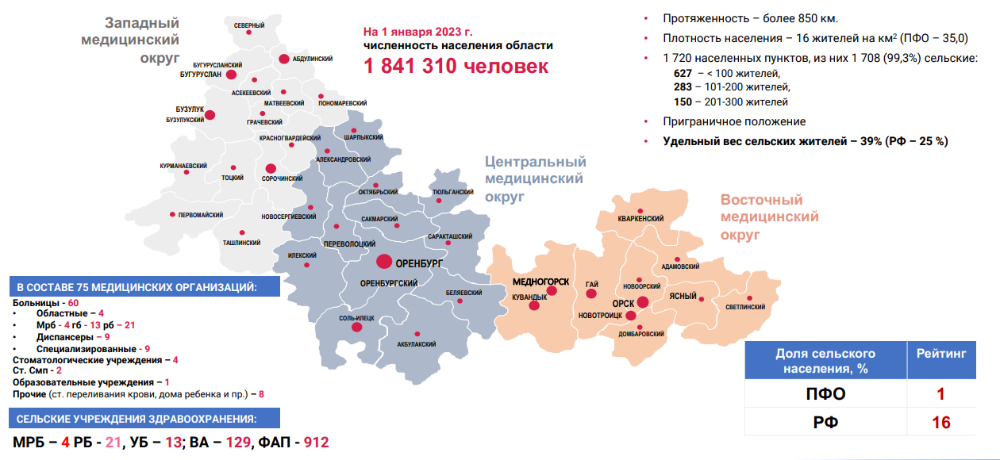 Западный
медицинский
округ
На 1 января 2023 г.
численность населения области
1 841 310 человек
• Протяженность – более 850 км.
• Плотность населения – 16 жителей на км² (ПФО – 35,0)
• 1 720 населенных пунктов, из них 1 708 (99,3%) сельские:
627 – < 100 жителей,
283 – 101-200 жителей,
150 – 201-300 жителей
• Приграничное положение
• Удельный вес сельских жителей – 39% (РФ – 25 %)
СЕВЕРНЫЙ
АБДУЛИНСКИЙ
БУГУРУСЛАНСКИЙ
БУГУРУСЛАН
АСЕКЕЕВСКИЙ
МАТВЕЕВСКИЙ
ПОНОМАРЕВСКИЙ
БУЗУЛУК
БУЗУЛУКСКИЙ
ГРАЧЕВСКИЙ
КРАСНОГВАРДЕЙСКИЙ
ШАРЛЫКСКИЙ
АЛЕКСАНДРОВСКИЙ
КУРМАНАЕВСКИЙ
ТОЦКИЙ
СОРОЧИНСКИЙ
Центральный
медицинский
округ
ОКТЯБРЬСКИЙ
ТЮЛЬГАНСКИЙ
Восточный
медицинский
округ
ПЕРВОМАЙСКИЙ
НОВОСЕРГИЕВСКИЙ
САКМАРСКИЙ
КВАРКЕНСКИЙ
ТАШЛИНСКИЙ
ПЕРЕВОЛОЦКИЙ
САРАКТАШСКИЙ
ИЛЕКСКИЙ
ОРЕНБУРГ
ОРЕНБУРГСКИЙ
АДАМОВСКИЙ
МЕДНОГОРСК
КУВАНДЫК
ГАЙ
НОВООРСКИЙ
БЕЛЯЕВСКИЙ
ОРСК
ЯСНЫЙ
СВЕТЛИНСКИЙ
НОВОТРОИЦК
СОЛЬ-ИЛЕЦК
АКБУЛАКСКИЙ
ДОМБАРОВСКИЙ
В СОСТАВЕ 75 МЕДИЦИНСКИХ ОРГАНИЗАЦИЙ:
Больницы - 60
• Областные – 4
• Мрб - 4 гб - 13 рб – 21
• Диспансеры – 9
• Специализированные - 9
Стоматологические учреждения – 4
Ст. Смп - 2
Образовательные учреждения – 1
Прочие (ст. переливания крови, дома ребенка и пр.) – 8
СЕЛЬСКИЕ УЧРЕЖДЕНИЯ ЗДРАВООХРАНЕНИЯ:
МРБ – 4 РБ - 21, УБ – 13; ВА – 129, ФАП - 912
Доля сельского
населения, %
Рейтинг
ПФО 1
РФ 16